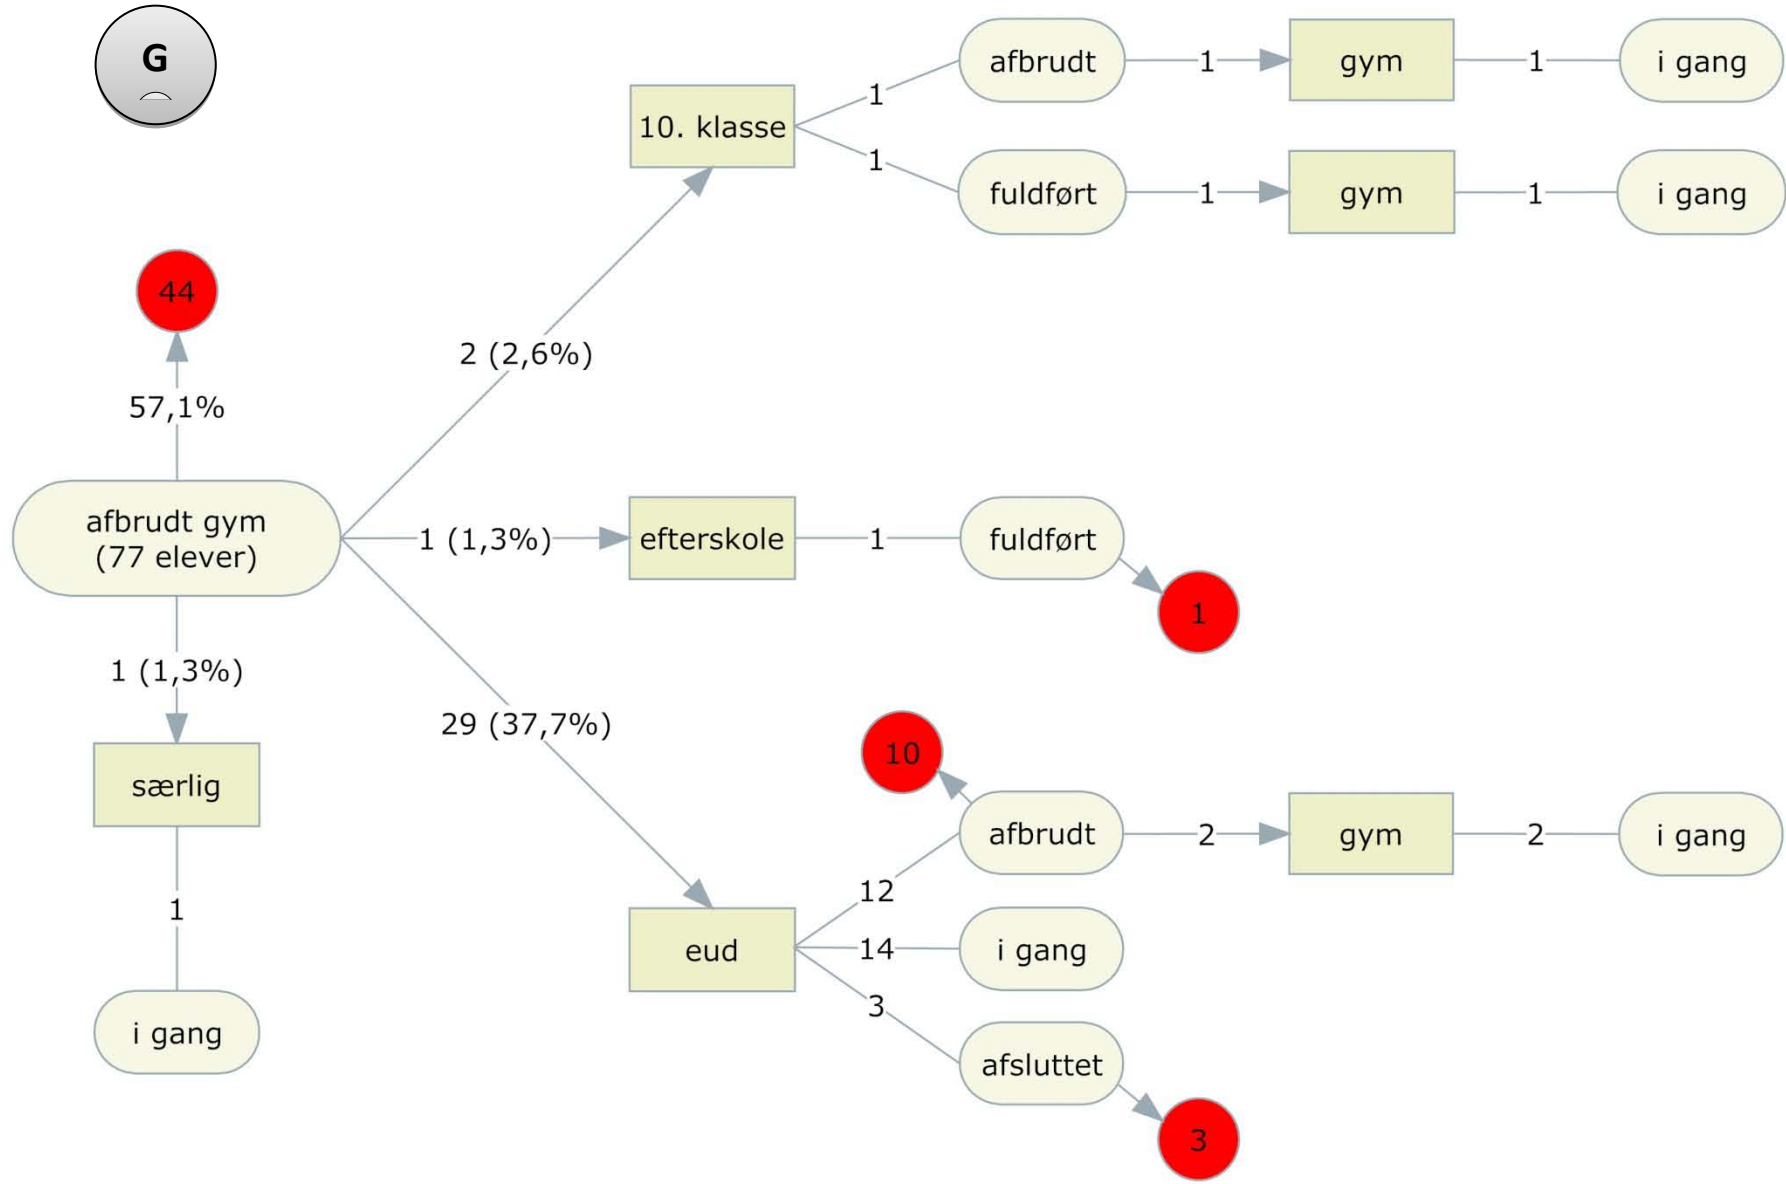 G
afbrudt
1
gym
1
i gang
1
10. klasse
1
fuldført
1
gym
1
i gang
44
2 (2,6%)
57,1%
afbrudt gym
(77 elever)
1 (1,3%)
efterskole
1
fuldført
1
1 (1,3%)
29 (37,7%)
særlig
10
afbrudt
2
gym
2
i gang
12
1
eud
14
i gang
3
i gang
afsluttet
3